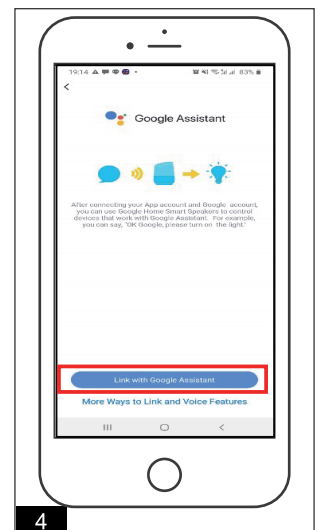 19:14
83%
Google Assistant
After connecting your App account and Google account,
you can use Google Home Smart Speakers to control
devices that work with Google Assistant. For example,
you can say, "OK Google, please turn on the light."
Link with Google Assistant
More Ways to Link and Voice Features
4